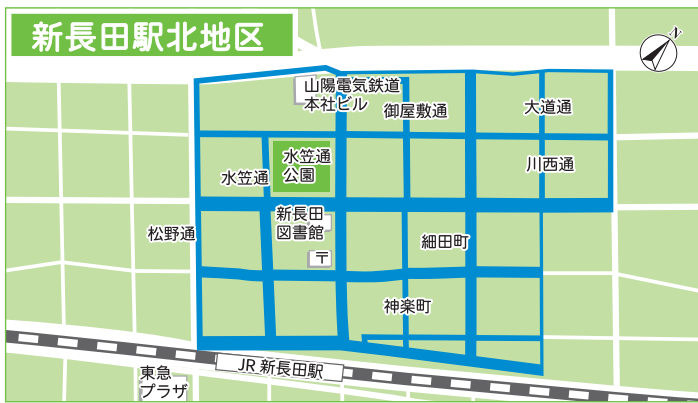 新長田駅北地区
N
山陽電気鉄道
本社ビル
御屋敷通
大道通
水笠通
公園
川西通
水笠通
新長田
図書館
松野通
細田町
〒
神楽町
JR 新長田駅
東急
プラザ